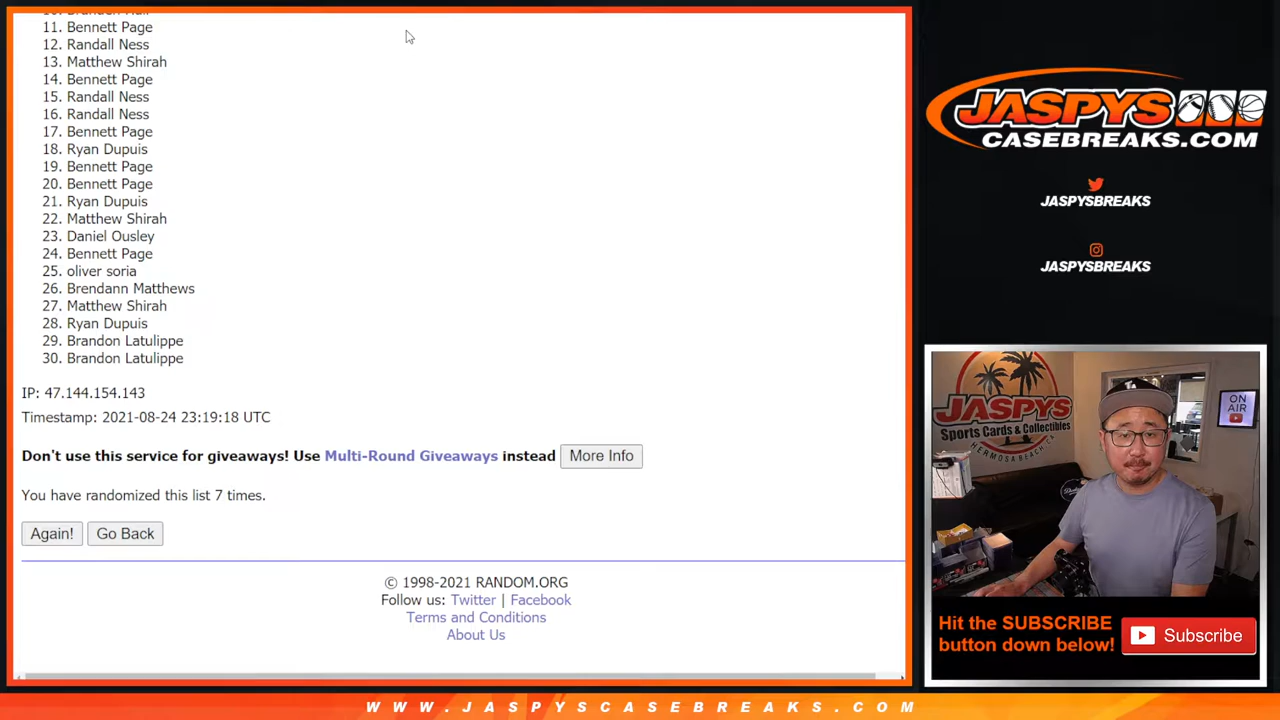 11. Bennett Page
12. Randall Ness
13. Matthew Shirah
14. Bennett Page
15. Randall Ness
16. Randall Ness
17. Bennett Page
18. Ryan Dupuis
19. Bennett Page
20. Bennett Page
21. Ryan Dupuis
22. Matthew Shirah
23. Daniel Ousley
24. Bennett Page
25. oliver soria
26. Brendann Matthews
27. Matthew Shirah
28. Ryan Dupuis
29. Brandon Latulippe
30. Brandon Latulippe
IP: 47.144.154.143
Timestamp: 2021-08-24 23:19:18 UTC
Don't use this service for giveaways! Use Multi-Round Giveaways instead More Info
You have randomized this list 7 times.
Again! Go Back
© 1998-2021 RANDOM.ORG
Follow us: Twitter | Facebook
Terms and Conditions
About Us
JASPYS
CASEBREAKS.COM
JASPYSBREAKS
JASPYSBREAKS
JASPYS
Sports Cards & Collectibles
HERMOSA BEACH
ON
AIR
Hit the SUBSCRIBE
button down below!
Subscribe
WWW.JASPYSCASEBREAKS.COM